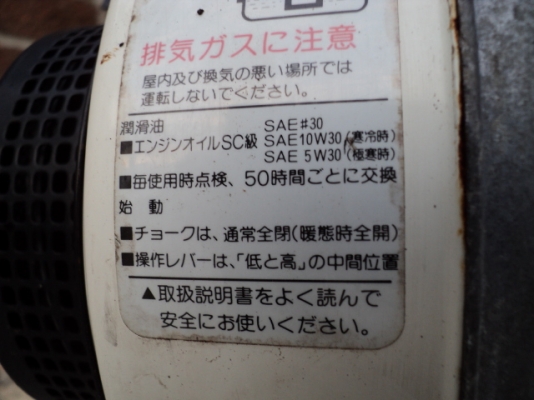 排気ガスに注意
屋内及び換気の悪い場所では
運転しないでください。
潤滑油 SAE#30
■エンジンオイルSC級 SAE10W30(寒冷時)
SAE 5W30(極寒時)
■毎使用時点検、50時間ごとに交換
始 動
■チョークは、通常全閉(暖態時全開)
■操作レバーは、「低と高」の中間位置
▲取扱説明書をよく読んで
安全にお使いください。